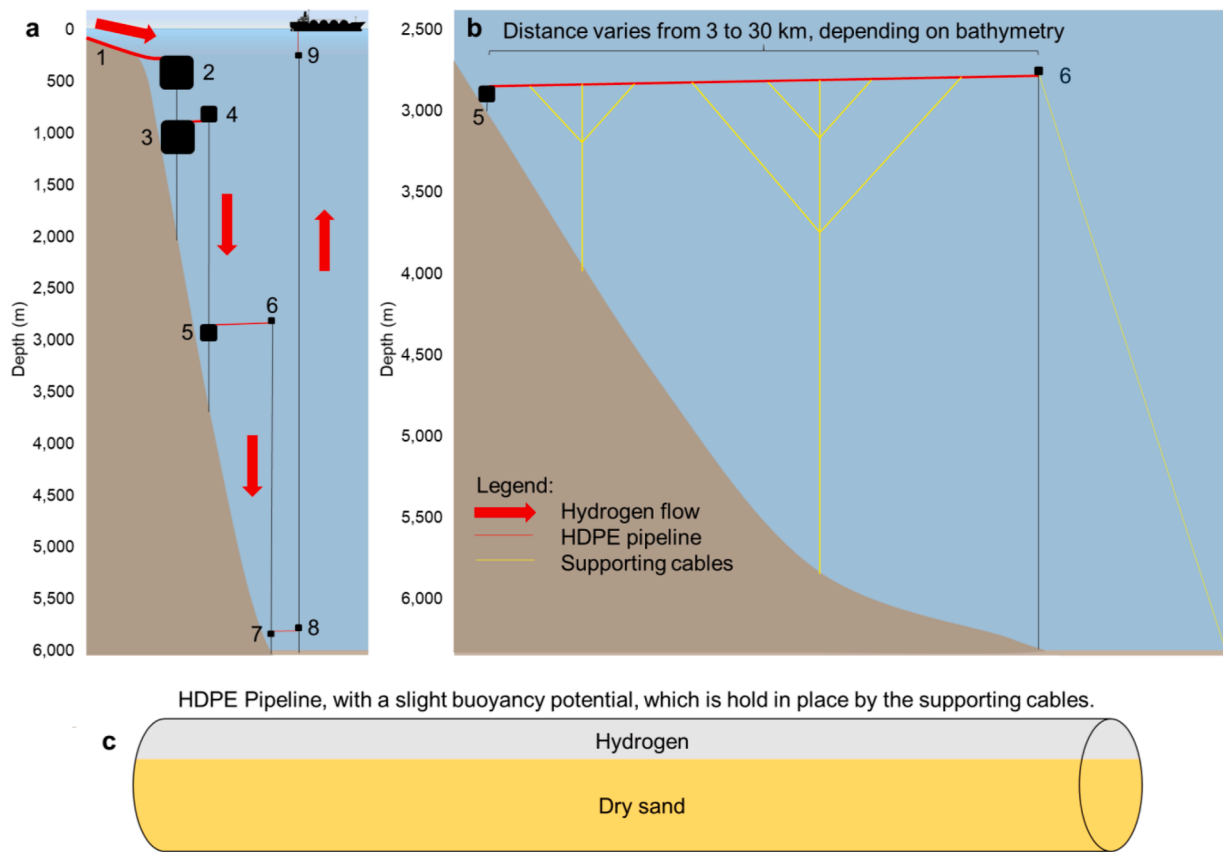 a
Depth (m)
0
500
1,000
1,500
2,000
2,500
3,000
3,500
4,000
4,500
5,000
5,500
6,000
1
2
3
4
5
6
7
8
9
b
Depth (m)
2,500
3,000
3,500
4,000
4,500
5,000
5,500
6,000
Distance varies from 3 to 30 km, depending on bathymetry
5
6
Legend:
Hydrogen flow
HDPE pipeline
Supporting cables
HDPE Pipeline, with a slight buoyancy potential, which is hold in place by the supporting cables.
c
Hydrogen
Dry sand